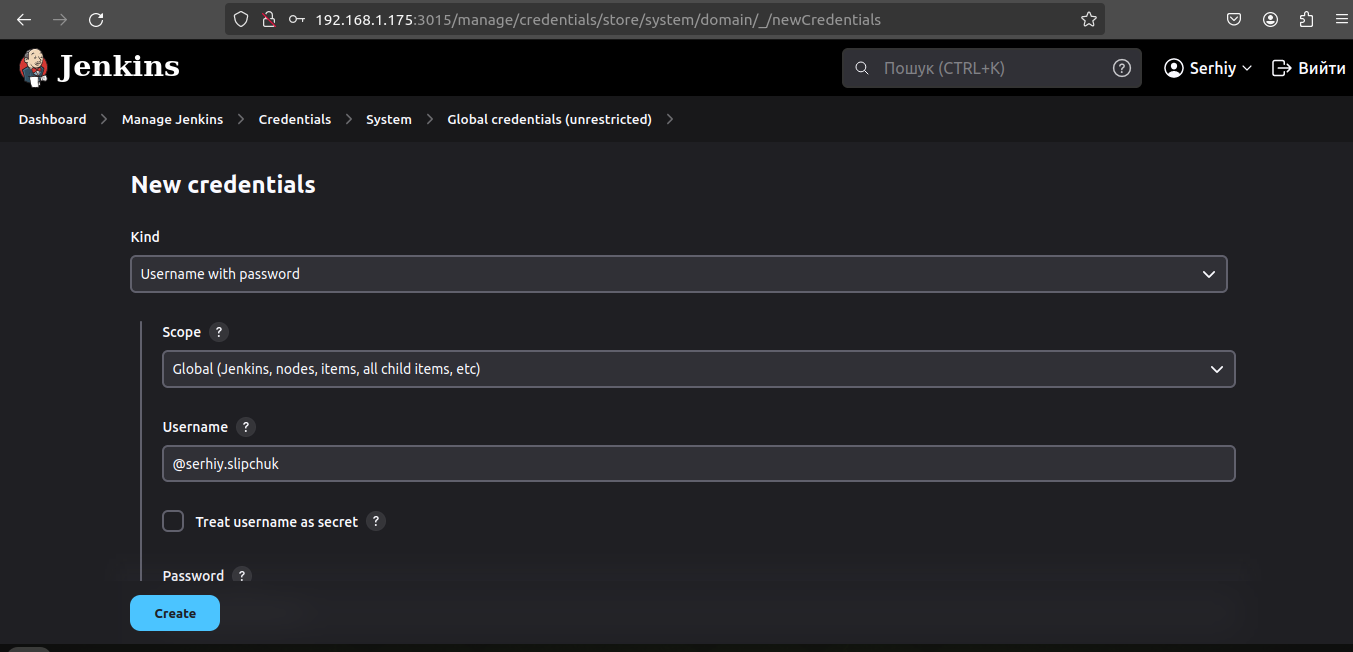 192.168.1.175:3015/manage/credentials/store/system/domain/_/newCredentials
Jenkins
Пошук (CTRL+K)
?
Serhiy
Вийти
Dashboard > Manage Jenkins > Credentials > System > Global credentials (unrestricted) >
New credentials
Kind
Username with password
Scope ?
Global (Jenkins, nodes, items, all child items, etc)
Username ?
@serhiy.slipchuk
Treat username as secret ?
Password ?
Create